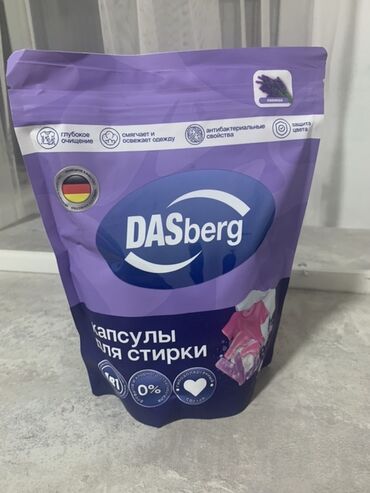 глубокое
очищение
смягчает и
освежает одежду
антибактериальные
свойства
защита
цвета
DASberg
капсулы
для стирки
0%